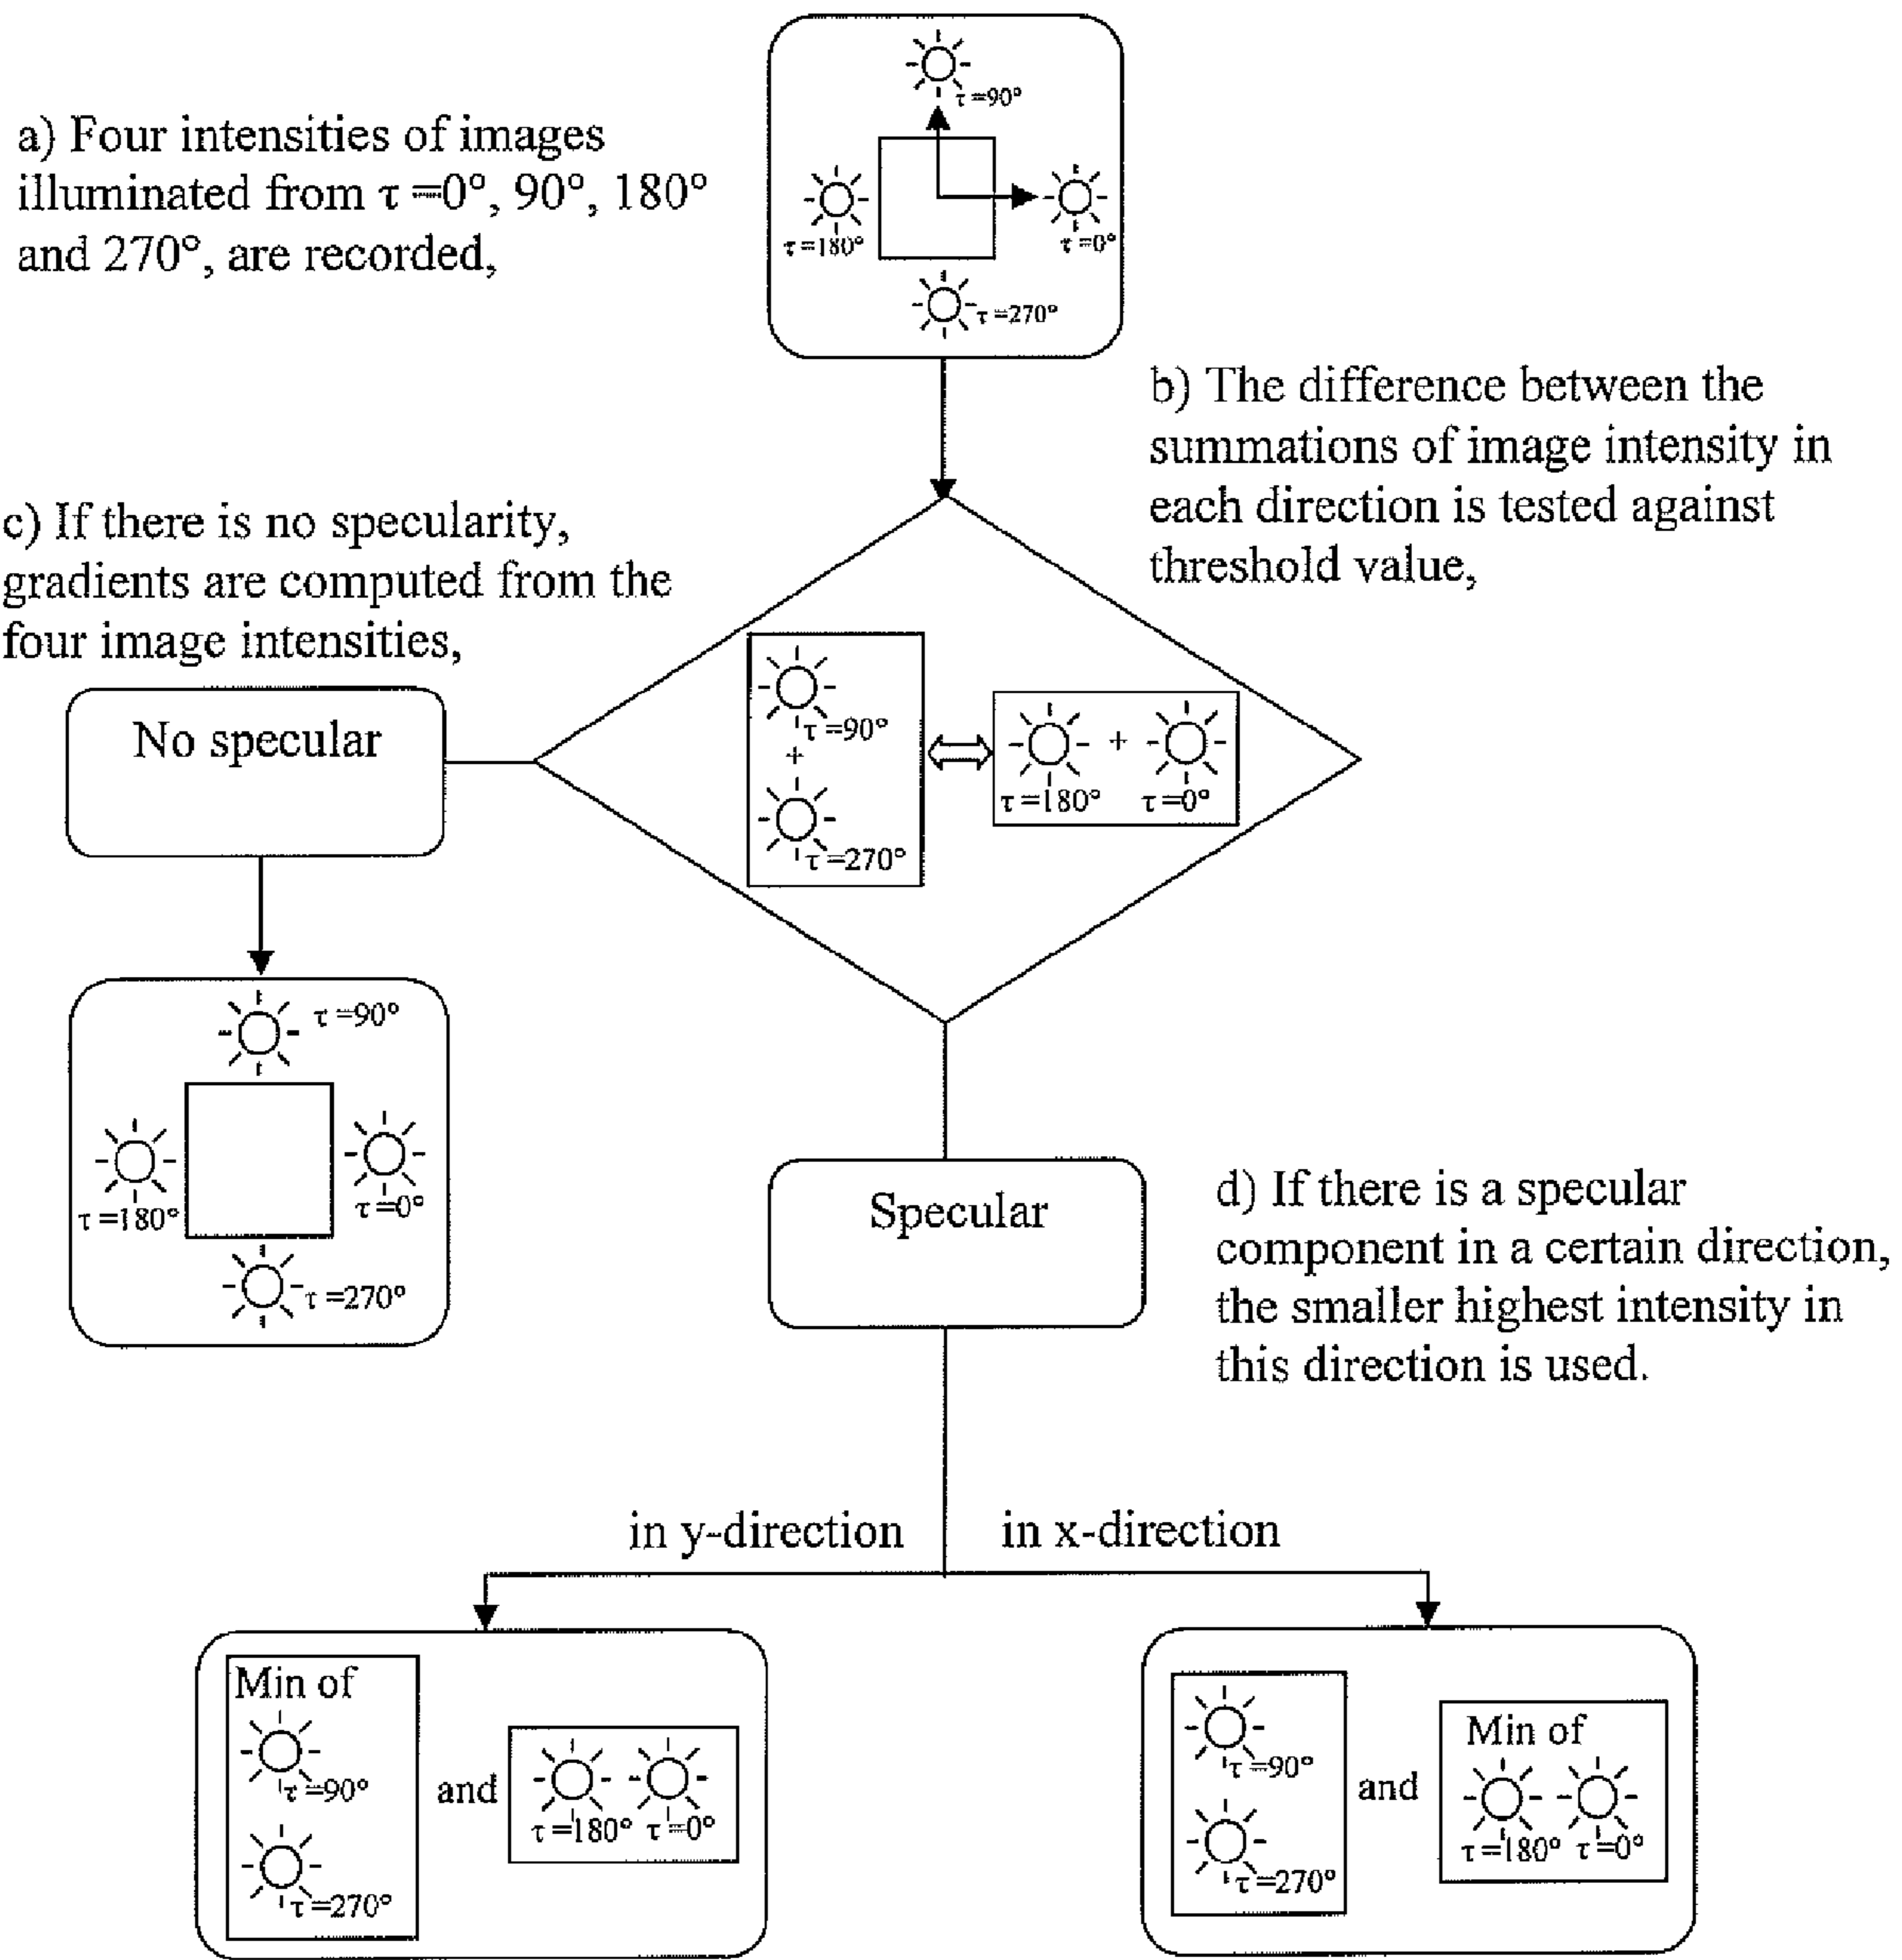 τ =90°
a) Four intensities of images
illuminated from τ =0°, 90°, 180°
and 270°, are recorded,
τ =180°
τ =0°
τ =270°
b) The difference between the
summations of image intensity in
each direction is tested against
threshold value,
c) If there is no specularity,
gradients are computed from the
four image intensities,
No specular
τ =90°
+
τ =270°
+
τ =180°
τ =0°
τ =90°
τ =180°
τ =0°
τ =270°
Specular
d) If there is a specular
component in a certain direction,
the smaller highest intensity in
this direction is used.
in y-direction
in x-direction
Min of
τ =90°
τ =270°
and
τ =180° τ =0°
τ =90°
τ =270°
and
Min of
τ =180° τ =0°